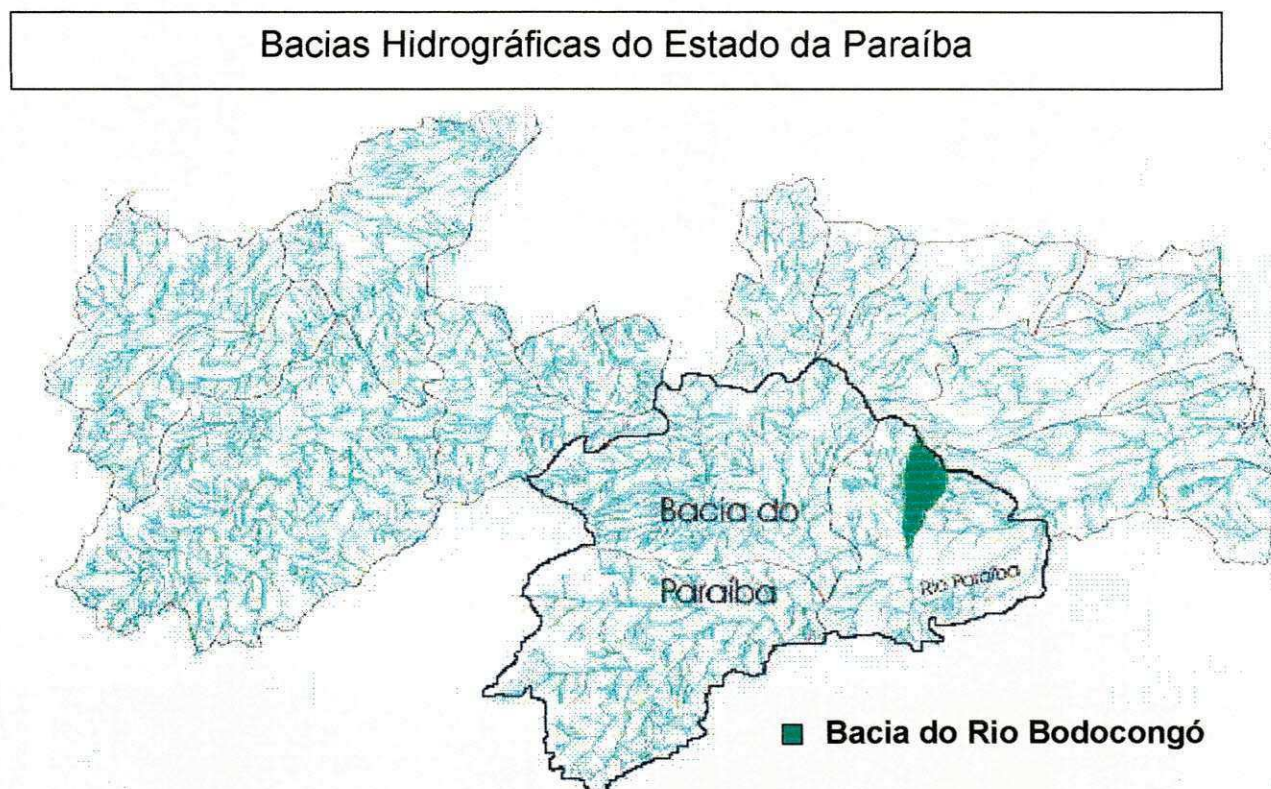 Bacias Hidrográficas do Estado da Paraíba
Bacia do
Paraíba
Rio Paraíba
Bacia do Rio Bodocongó